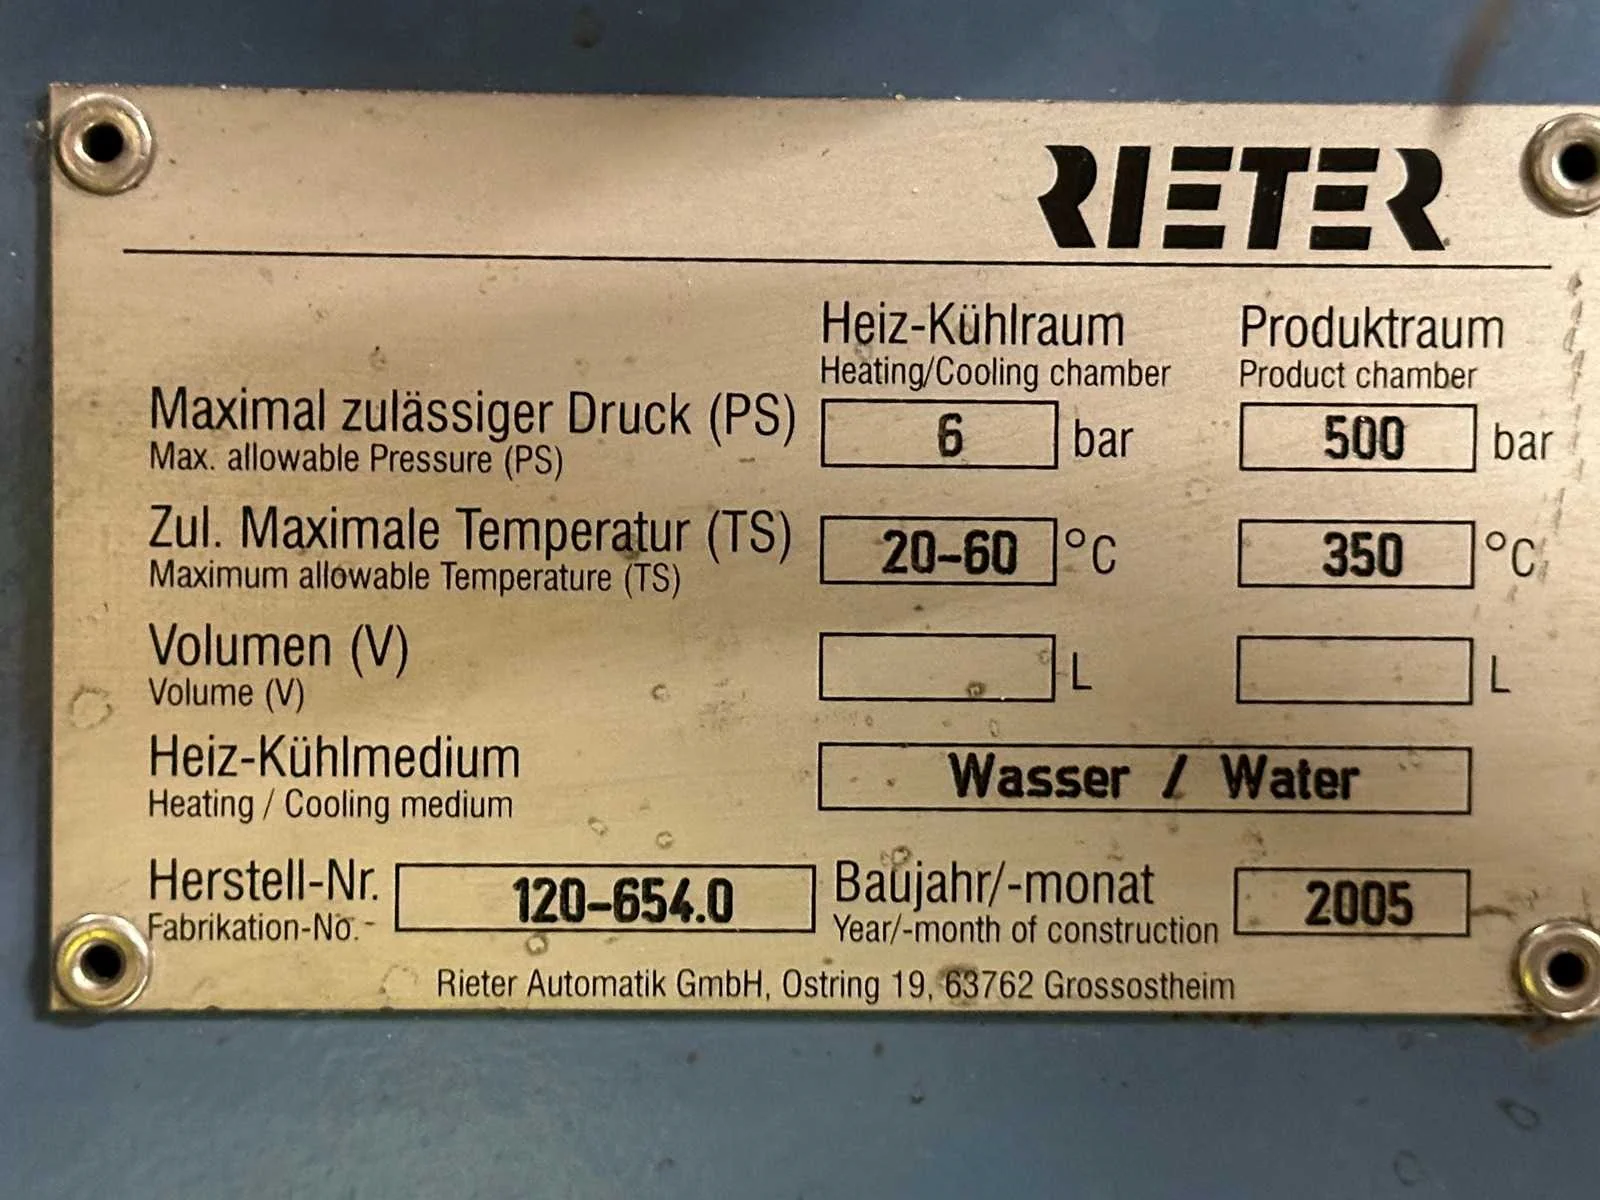 RIETER
Heiz-Kühlraum Produktraum
Heating/Cooling chamber Product chamber
Maximal zulässiger Druck (PS) 6 bar 500 bar
Max. allowable Pressure (PS)
Zul. Maximale Temperatur (TS) 20-60 °C 350 °C
Maximum allowable Temperature (TS)
Volumen (V) L L
Volume (V)
Heiz-Kühlmedium Wasser / Water
Heating / Cooling medium
Herstell-Nr. 120-654.0 Baujahr/-monat 2005
Fabrikation-No.- Year/-month of construction
Rieter Automatik GmbH, Ostring 19, 63762 Grossostheim